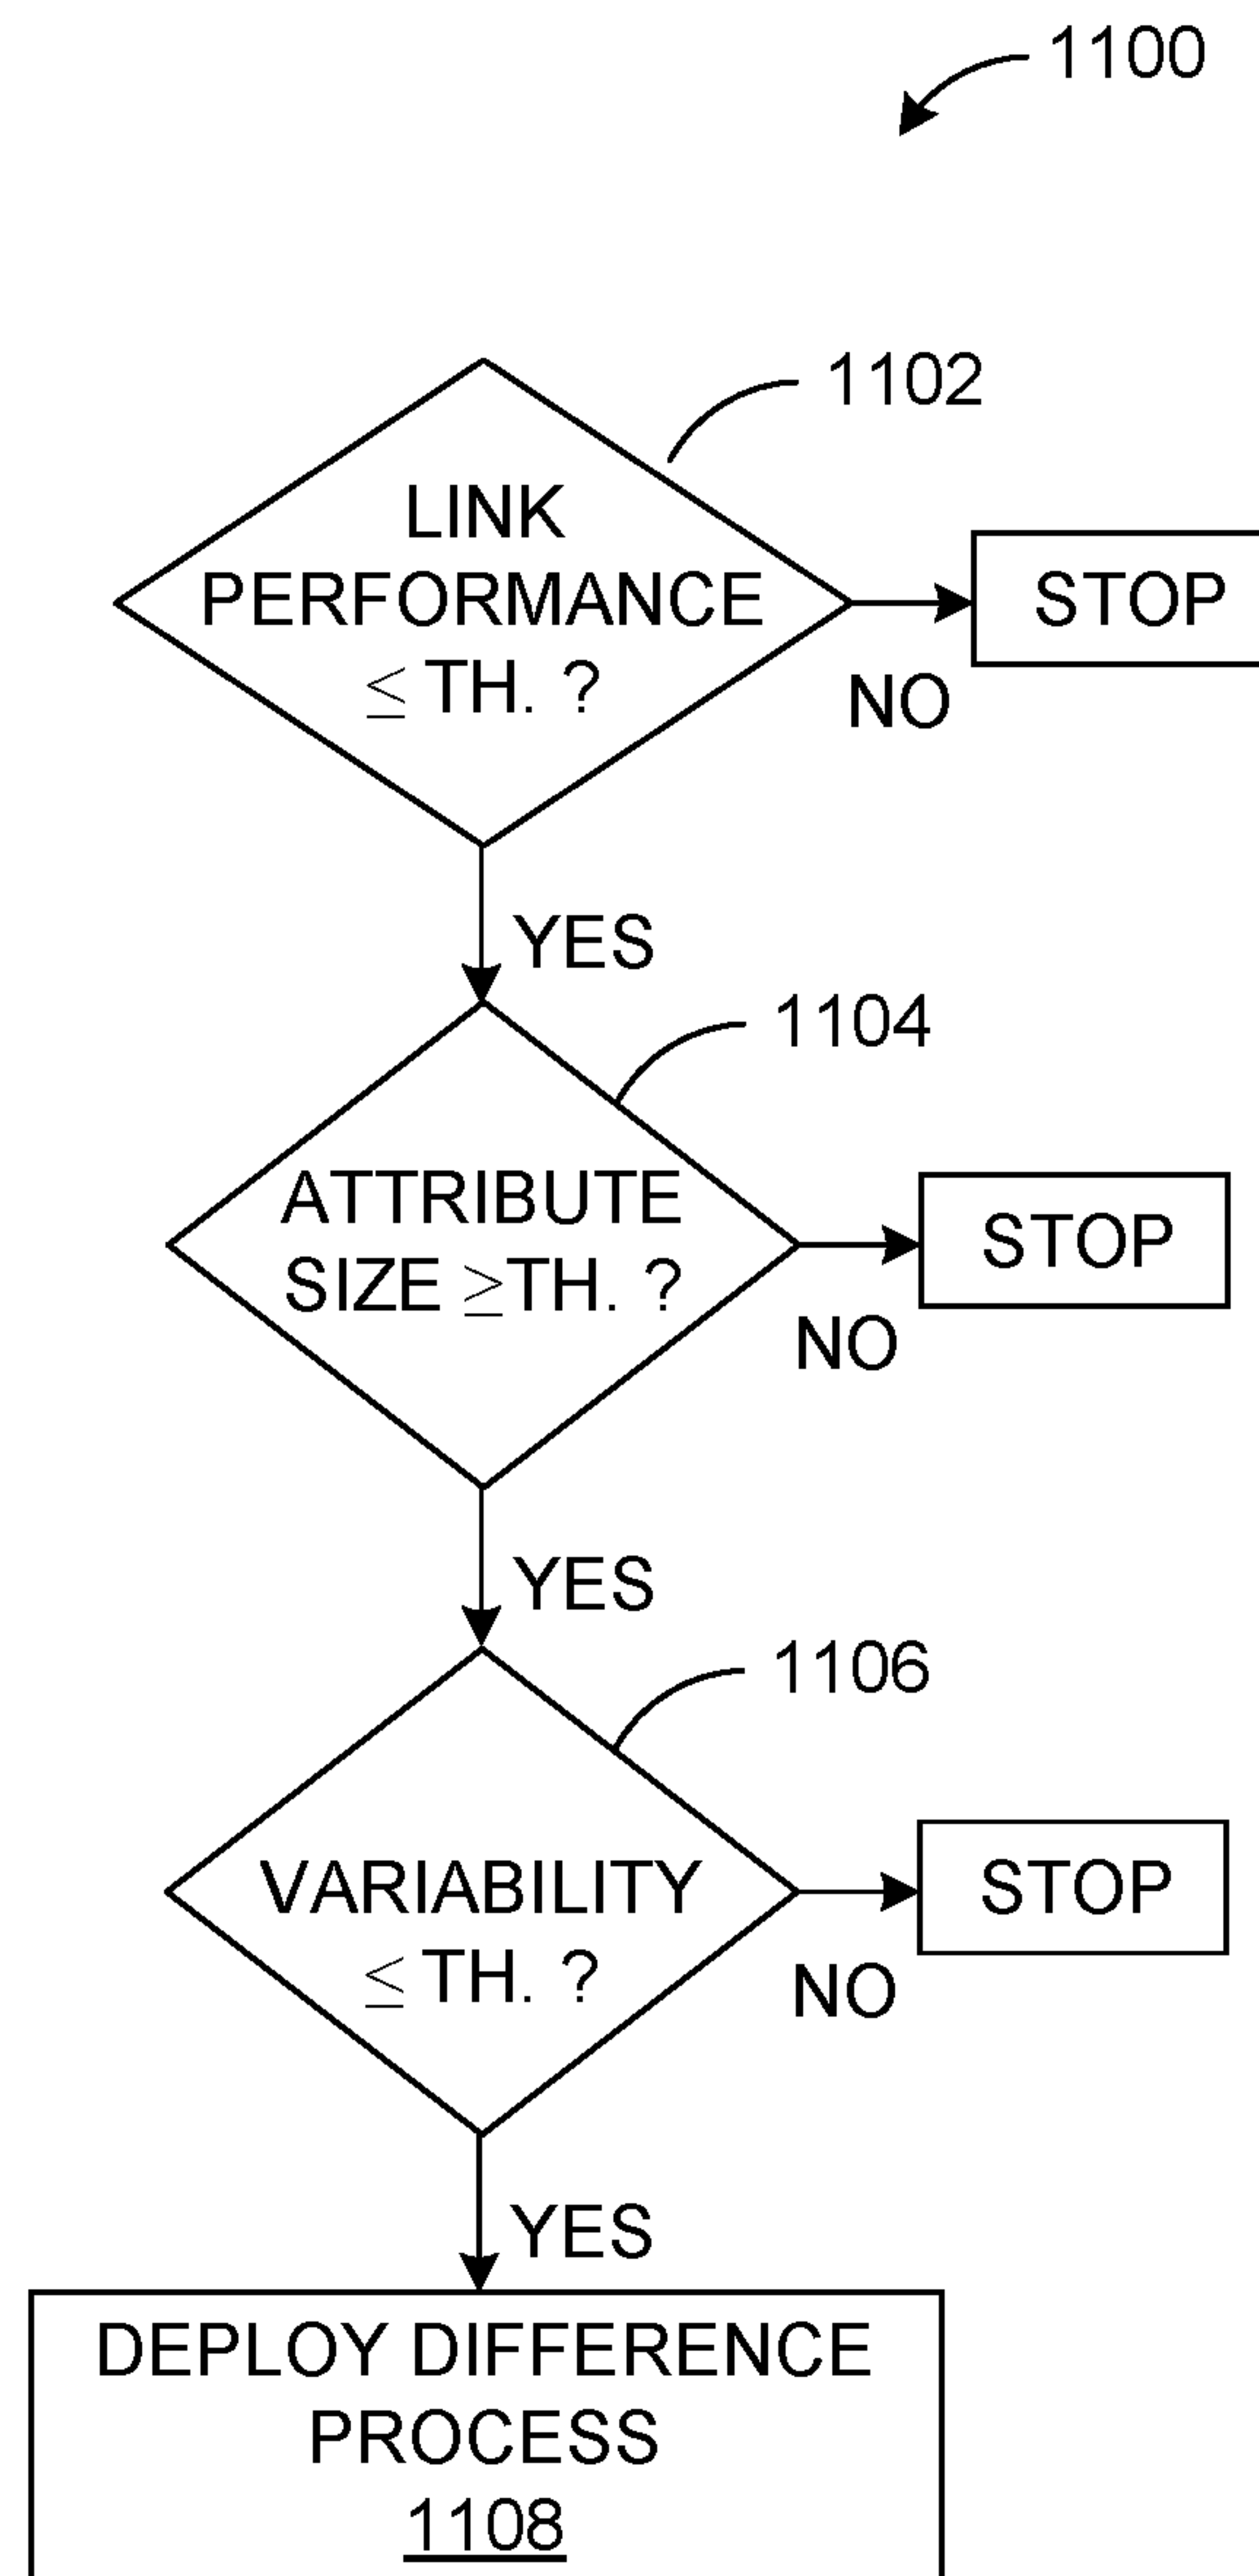 1100
1102
LINK
PERFORMANCE
≤ TH. ?
STOP
NO
YES
1104
ATTRIBUTE
SIZE ≥TH. ?
STOP
NO
YES
1106
VARIABILITY
≤ TH. ?
STOP
NO
YES
DEPLOY DIFFERENCE
PROCESS
1108